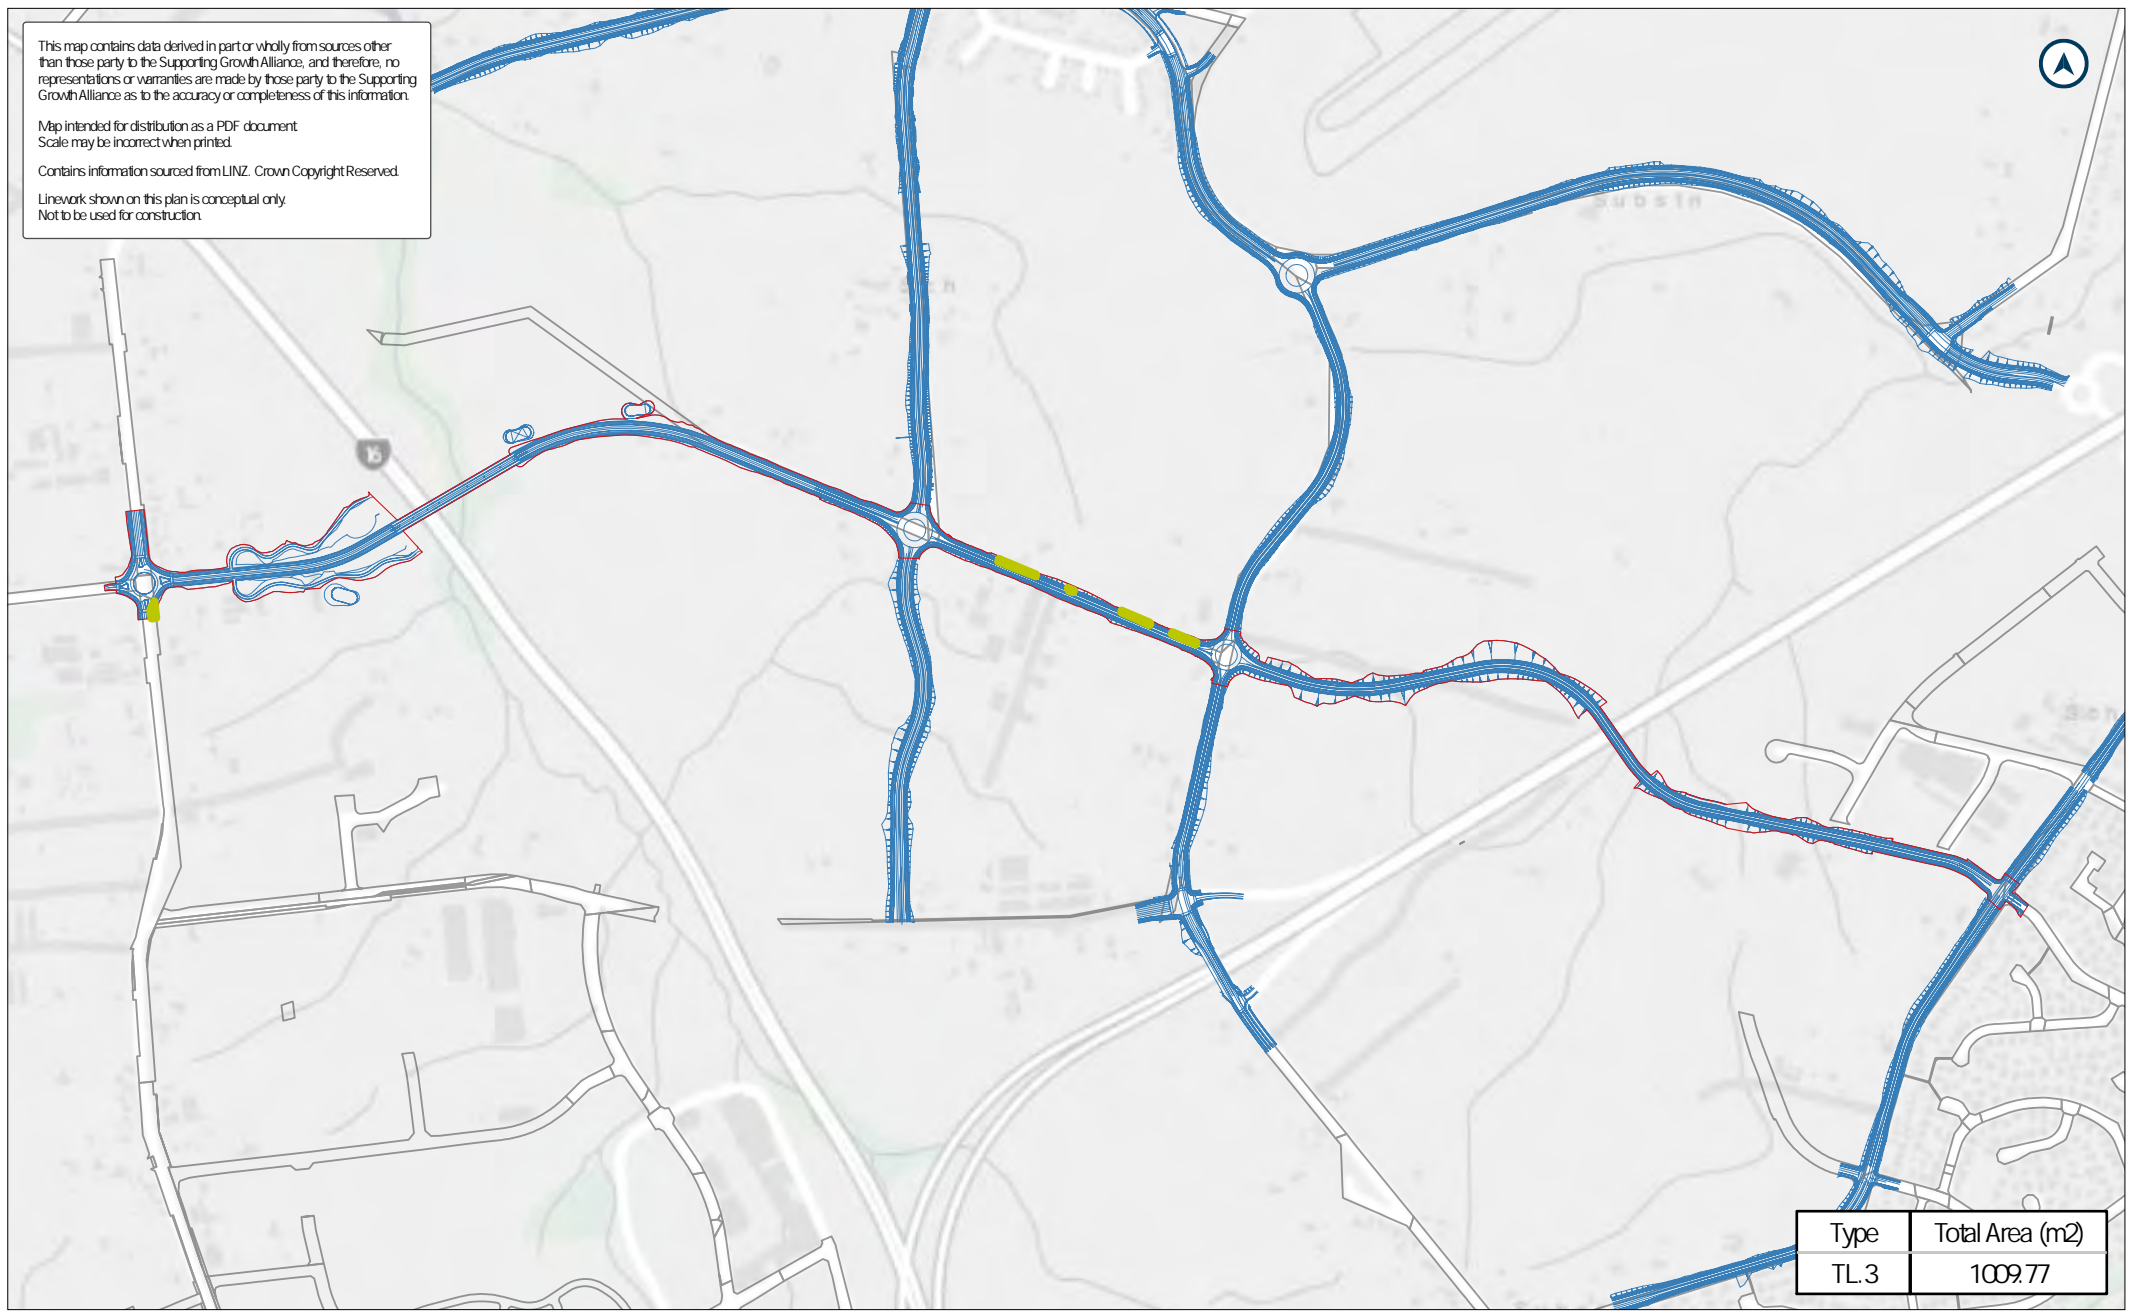 This map contains data derived in part or wholly from sources other
than those party to the Supporting Growth Alliance, and therefore, no
representations or warranties are made by those party to the Supporting
Growth Alliance as to the accuracy or completeness of this information.
Map intended for distribution as a PDF document.
Scale may be incorrect when printed.
Contains information sourced from LINZ. Crown Copyright Reserved.
Linework shown on this plan is conceptual only.
Not to be used for construction.
Substn
Sch
16
Sch
Type Total Area (m2)
TL.3 1009.77